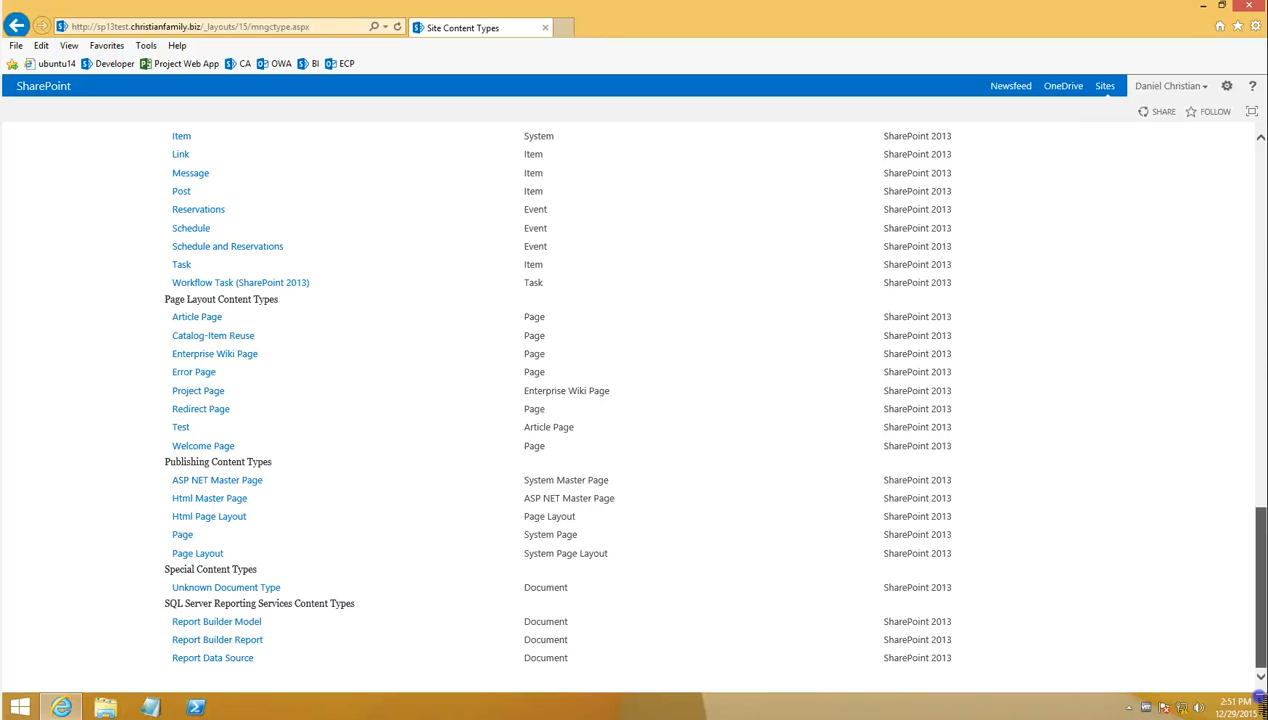 http://sp13test.christianfamily.biz/_layouts/15/mngctype.aspx
Site Content Types
File Edit View Favorites Tools Help
ubuntu14 Developer Project Web App CA OWA BI ECP
SharePoint Newsfeed OneDrive Sites Daniel Christian ?
SHARE FOLLOW
Item System SharePoint 2013
Link Item SharePoint 2013
Message Item SharePoint 2013
Post Item SharePoint 2013
Reservations Event SharePoint 2013
Schedule Event SharePoint 2013
Schedule and Reservations Event SharePoint 2013
Task Item SharePoint 2013
Workflow Task (SharePoint 2013) Task SharePoint 2013
Page Layout Content Types
Article Page Page SharePoint 2013
Catalog-Item Reuse Page SharePoint 2013
Enterprise Wiki Page Page SharePoint 2013
Error Page Page SharePoint 2013
Project Page Enterprise Wiki Page SharePoint 2013
Redirect Page Page SharePoint 2013
Test Article Page SharePoint 2013
Welcome Page Page SharePoint 2013
Publishing Content Types
ASP NET Master Page System Master Page SharePoint 2013
Html Master Page ASP NET Master Page SharePoint 2013
Html Page Layout Page Layout SharePoint 2013
Page System Page SharePoint 2013
Page Layout System Page Layout SharePoint 2013
Special Content Types
Unknown Document Type Document SharePoint 2013
SQL Server Reporting Services Content Types
Report Builder Model Document SharePoint 2013
Report Builder Report Document SharePoint 2013
Report Data Source Document SharePoint 2013
2:51 PM
12/29/2015